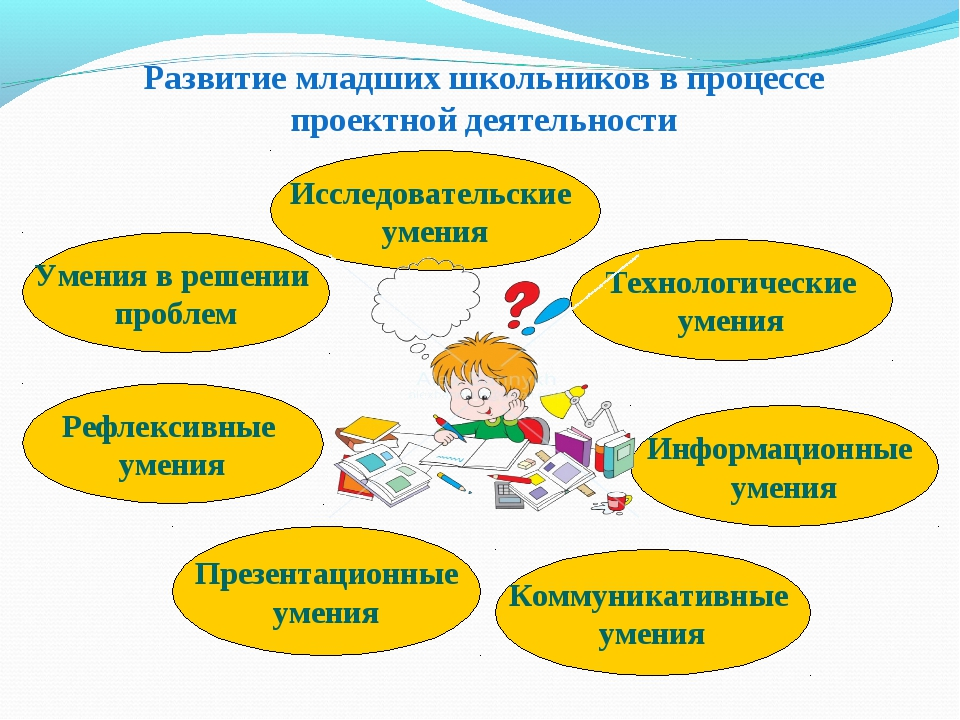 Развитие младших школьников в процессе
проектной деятельности
Исследовательские
умения
Умения в решении
проблем
Технологические
умения
Рефлексивные
умения
Информационные
умения
Презентационные
умения
Коммуникативные
умения